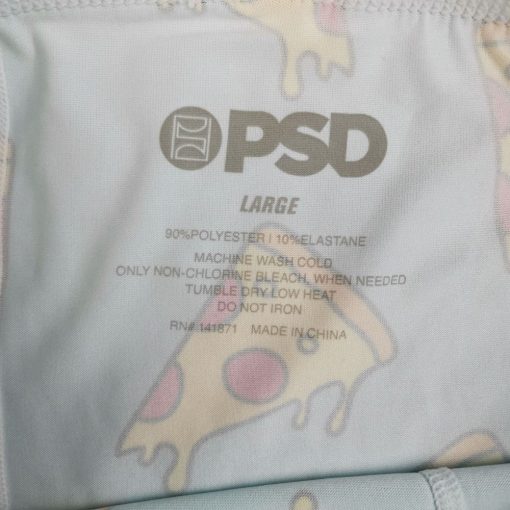 PSD
LARGE
90%POLYESTER | 10%ELASTANE
MACHINE WASH COLD
ONLY NON-CHLORINE BLEACH, WHEN NEEDED
TUMBLE DRY LOW HEAT
DO NOT IRON
RN# 141871 MADE IN CHINA